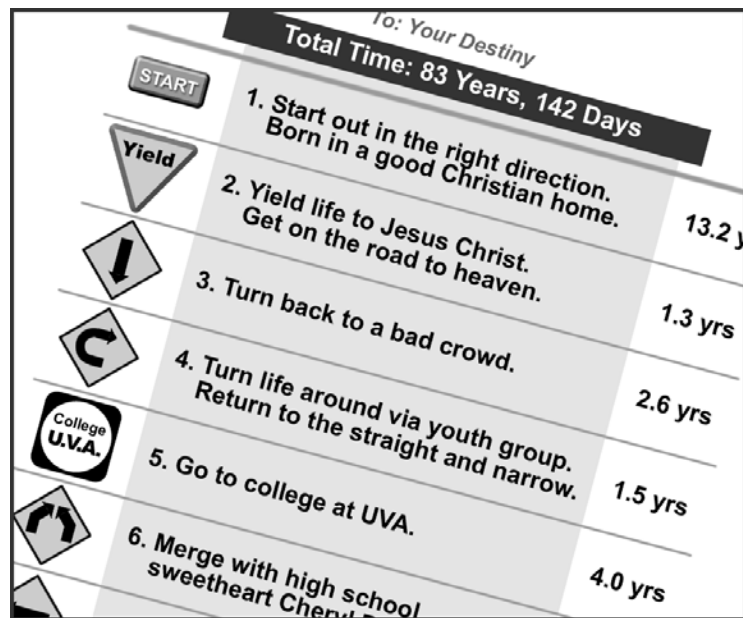 To: Your Destiny
Total Time: 83 Years, 142 Days
START
1. Start out in the right direction.
Born in a good Christian home.
13.2
Yield
2. Yield life to Jesus Christ.
Get on the road to heaven.
1.3 yrs
3. Turn back to a bad crowd.
2.6 yrs
4. Turn life around via youth group.
Return to the straight and narrow.
1.5 yrs
College
U.V.A.
5. Go to college at UVA.
4.0 yrs
6. Merge with high school
sweetheart Cheryl